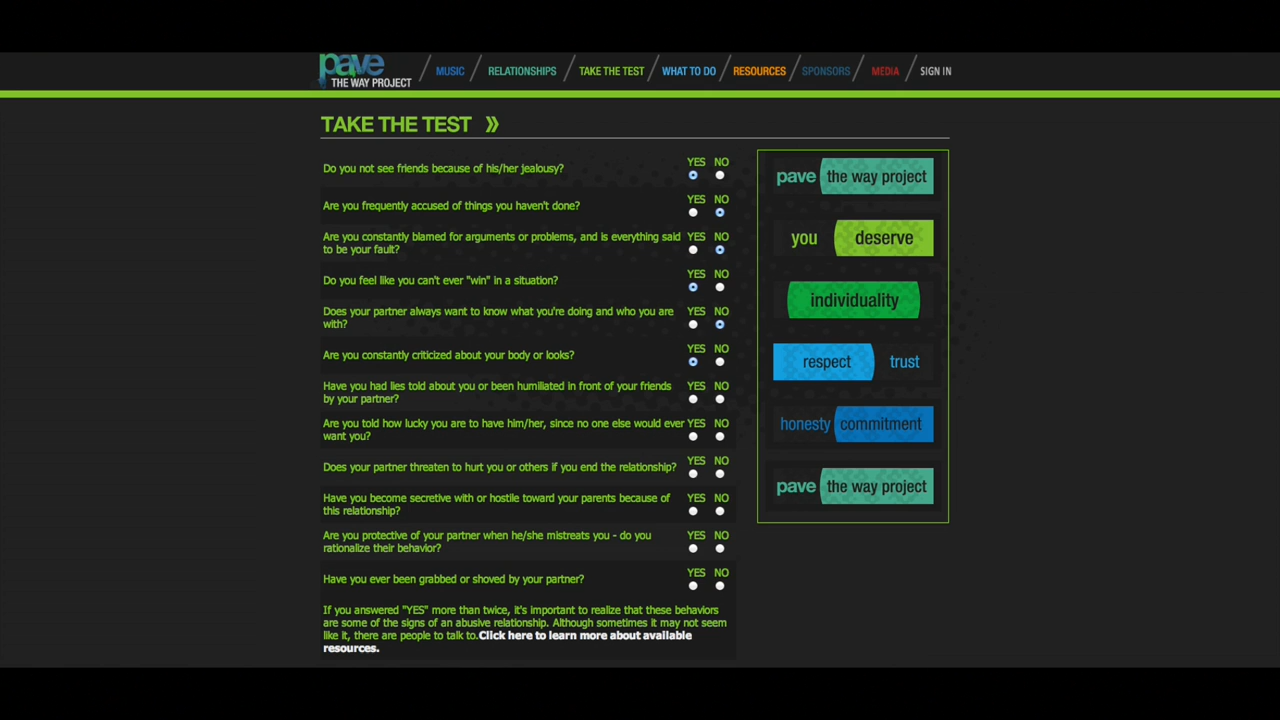 pave
THE WAY PROJECT
MUSIC
RELATIONSHIPS
TAKE THE TEST
WHAT TO DO
RESOURCES
SPONSORS
MEDIA
SIGN IN
TAKE THE TEST
Do you not see friends because of his/her jealousy?
YES NO
Are you frequently accused of things you haven't done?
YES NO
Are you constantly blamed for arguments or problems, and is everything said
to be your fault?
YES NO
Do you feel like you can't ever "win" in a situation?
YES NO
Does your partner always want to know what you're doing and who you are
with?
YES NO
Are you constantly criticized about your body or looks?
YES NO
Have you had lies told about you or been humiliated in front of your friends
by your partner?
YES NO
Are you told how lucky you are to have him/her, since no one else would ever
want you?
YES NO
Does your partner threaten to hurt you or others if you end the relationship?
YES NO
Have you become secretive with or hostile toward your parents because of
this relationship?
YES NO
Are you protective of your partner when he/she mistreats you - do you
rationalize their behavior?
YES NO
Have you ever been grabbed or shoved by your partner?
YES NO
If you answered "YES" more than twice, it's important to realize that these behaviors
are some of the signs of an abusive relationship. Although sometimes it may not seem
like it, there are people to talk to.Click here to learn more about available
resources.
pave the way project
you deserve
individuality
respect trust
honesty commitment
pave the way project